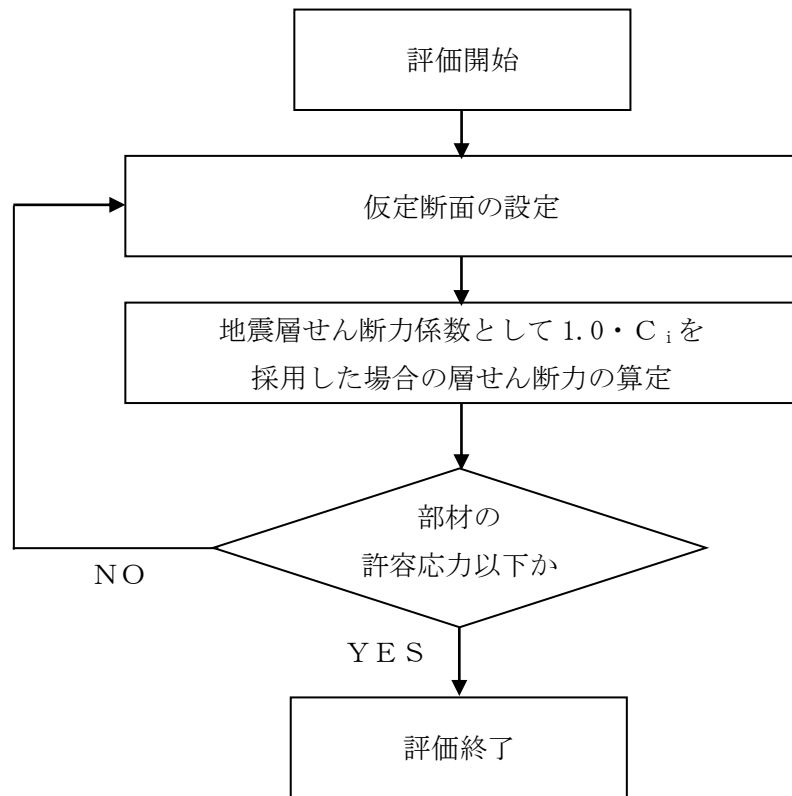 評価開始
仮定断面の設定
地震層せん断力係数として1.0・Ｃｉを
採用した場合の層せん断力の算定
部材の
許容応力以下か
ＮＯ
ＹＥＳ
評価終了